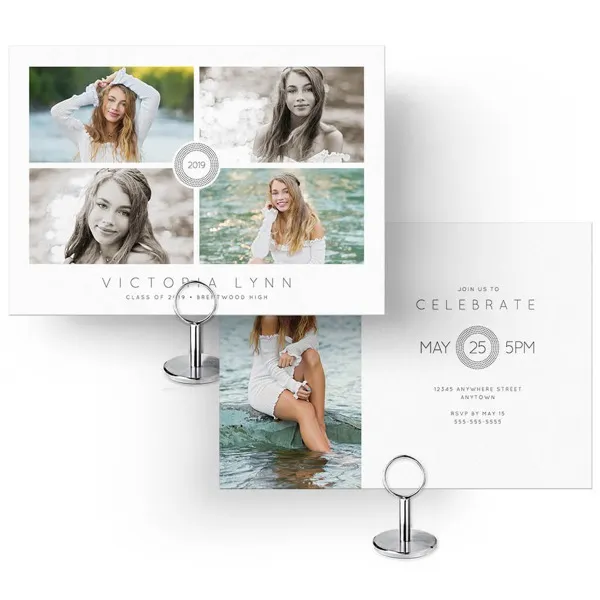 2019
VICTORIA LYNN
CLASS OF 2019 • BRENTWOOD HIGH
JOIN US TO
CELEBRATE
MAY 25 5PM
12345 ANYWHERE STREET
ANYTOWN
RSVP BY MAY 15
555-555-5555